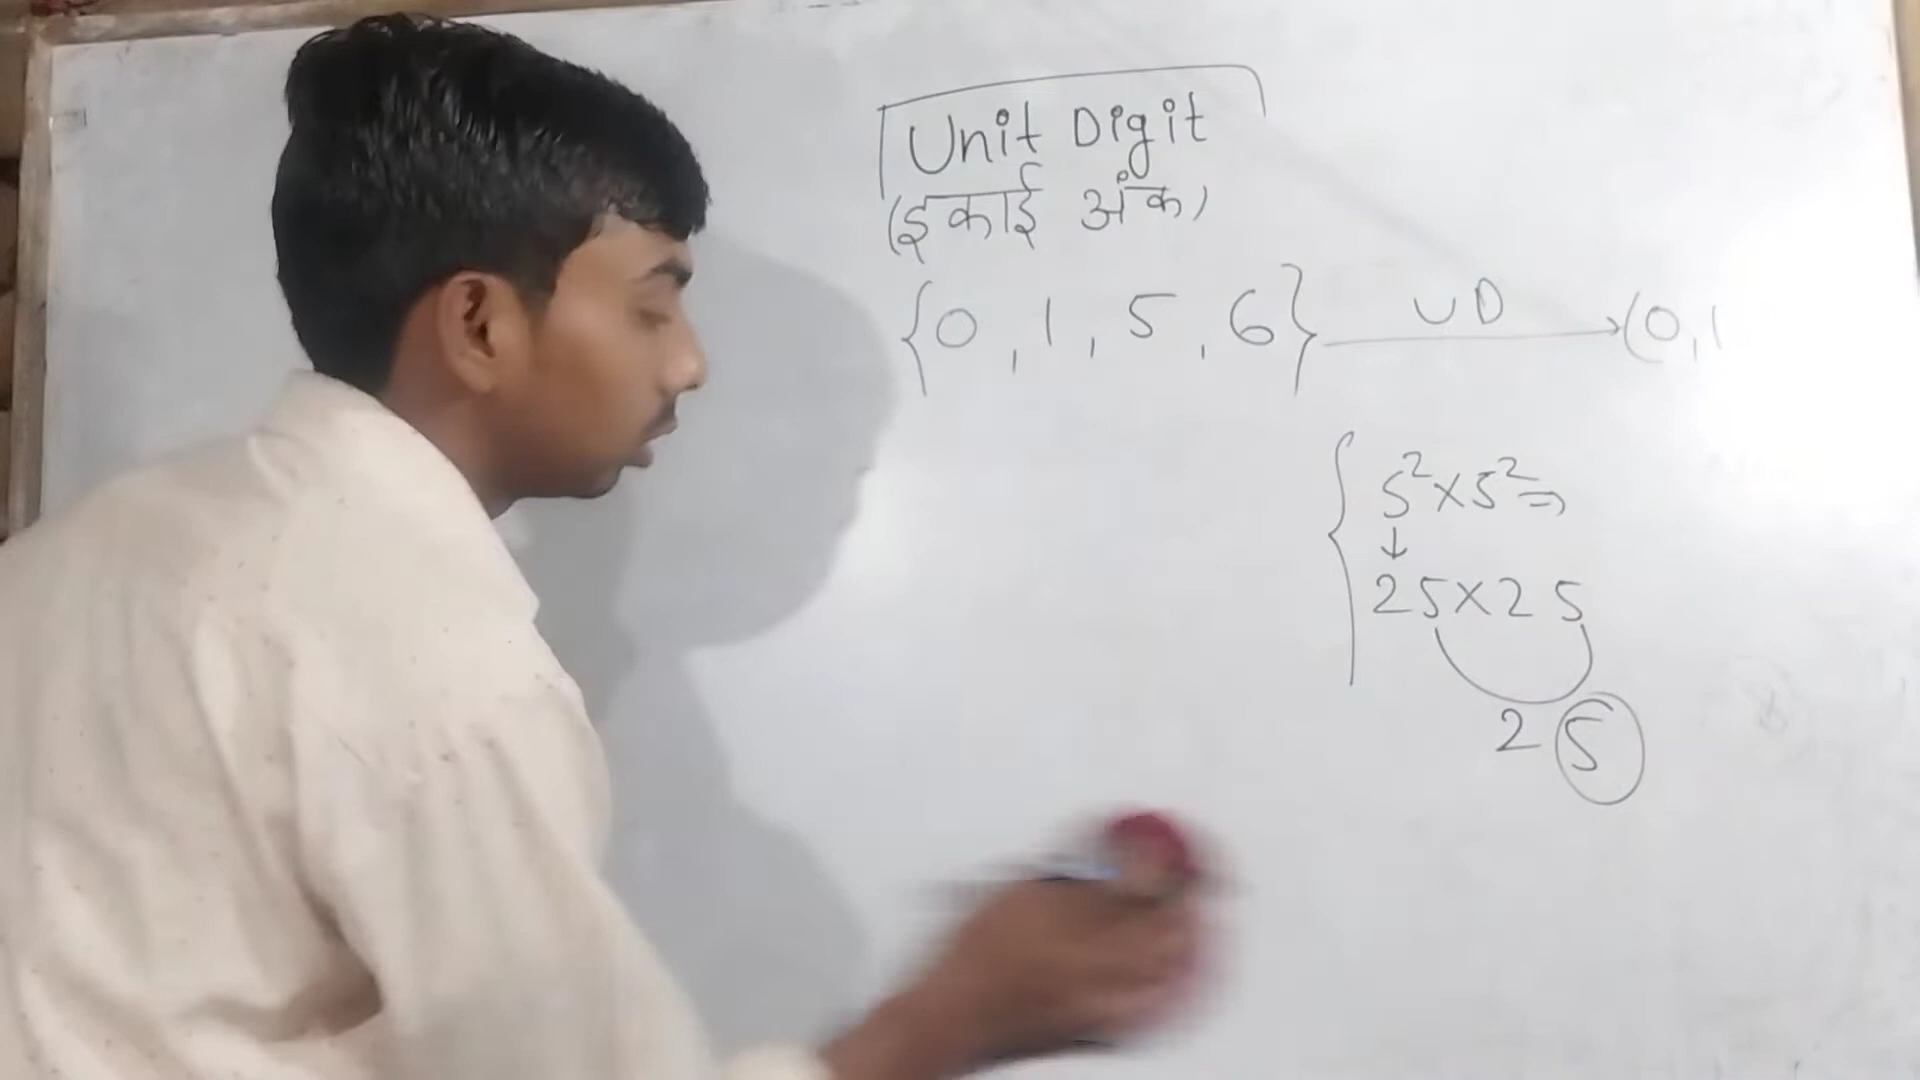 Unit Digit
(इकाई अंक)
{0, 1, 5, 6} UD → (0, 1
5² × 5² ⇒
↓
25 × 25
25